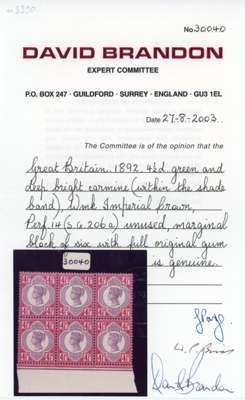 No 30040
DAVID BRANDON
EXPERT COMMITTEE
P.O. BOX 247 · GUILDFORD · SURREY · ENGLAND · GU3 1EL
Date 27-8-2003
The Committee is of the opinion that the
Great Britain. 1892. 4½d. green and
deep bright carmine (within the shade
band), Wmk Imperial Crown,
Perf. 14 (S.G. 206a) unused, marginal
block of six with full original gum
is genuine.
30040
David Brandon